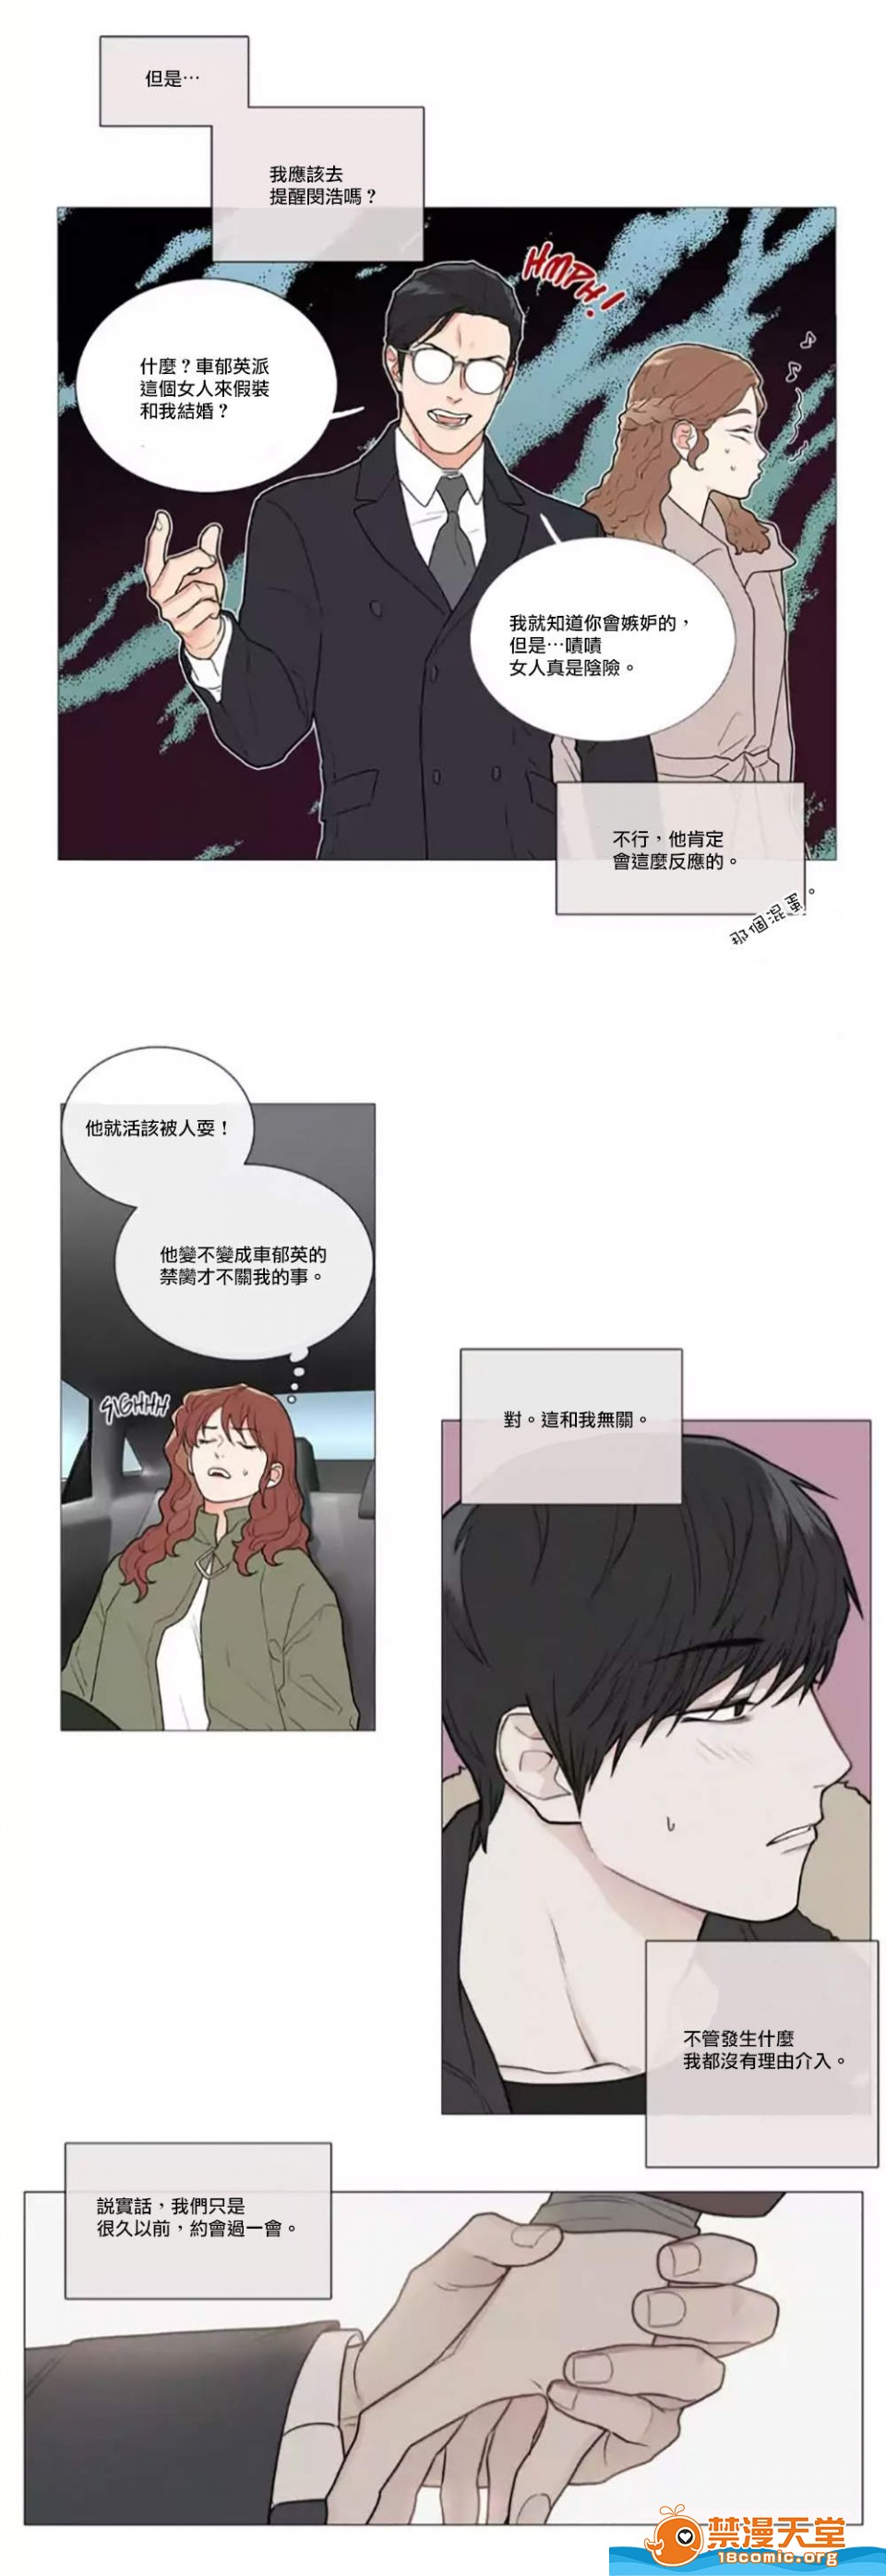 但是⋯
我應該去
提醒閔浩嗎？
HMPH!
什麼？車郁英派
這個女人來假裝
和我結婚？
我就知道你會嫉妒的，
但是⋯嘖嘖
女人真是陰險。
不行，他肯定
會這麼反應的。
那個混蛋。
他就活該被人耍！
他變不變成車郁英的
禁臠才不關我的事。
SIGHHH
對。這和我無關。
不管發生什麼
我都沒有理由介入。
説實話，我們只是
很久以前，約會過一會。
禁漫天堂
18comic.org